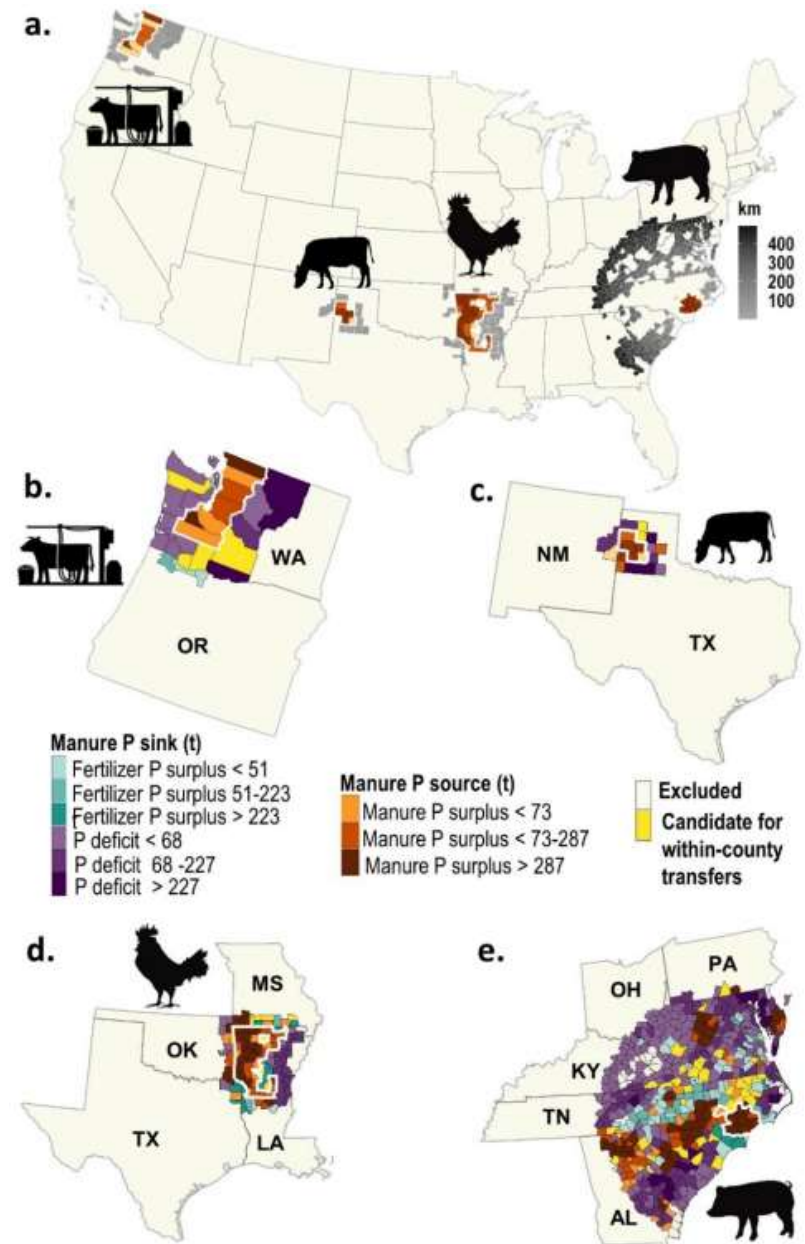 a.
km
400
300
200
100
b.
WA
OR
c.
NM
TX
Manure P sink (t)
Fertilizer P surplus < 51
Fertilizer P surplus 51-223
Fertilizer P surplus > 223
P deficit < 68
P deficit 68 -227
P deficit > 227
Manure P source (t)
Manure P surplus < 73
Manure P surplus < 73-287
Manure P surplus > 287
Excluded
Candidate for
within-county
transfers
d.
MS
OK
TX
LA
e.
PA
OH
KY
TN
AL